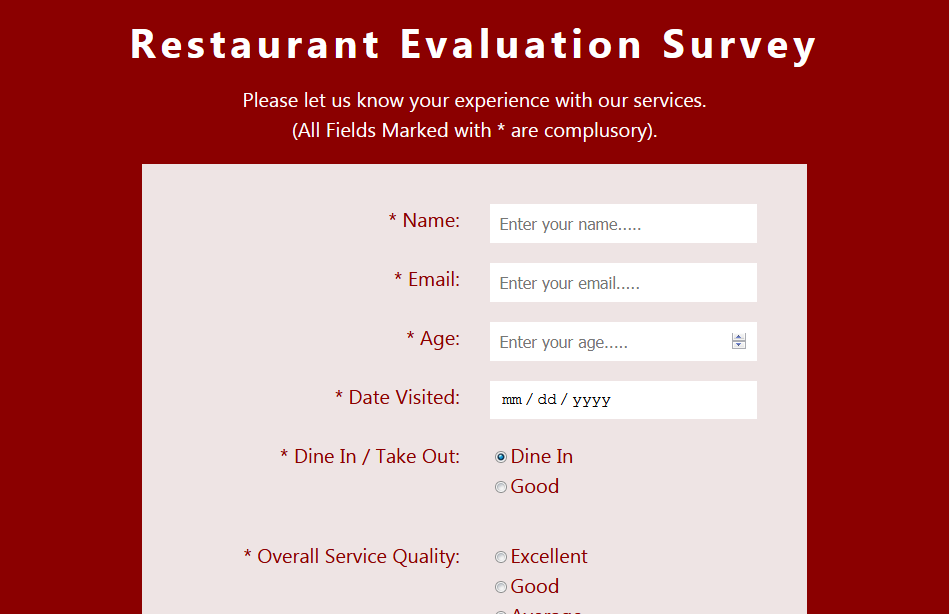 Restaurant Evaluation Survey
Please let us know your experience with our services.
(All Fields Marked with * are complusory).
* Name: Enter your name.....
* Email: Enter your email.....
* Age: Enter your age.....
* Date Visited: mm / dd / yyyy
* Dine In / Take Out: Dine In
Good
* Overall Service Quality: Excellent
Good
Average